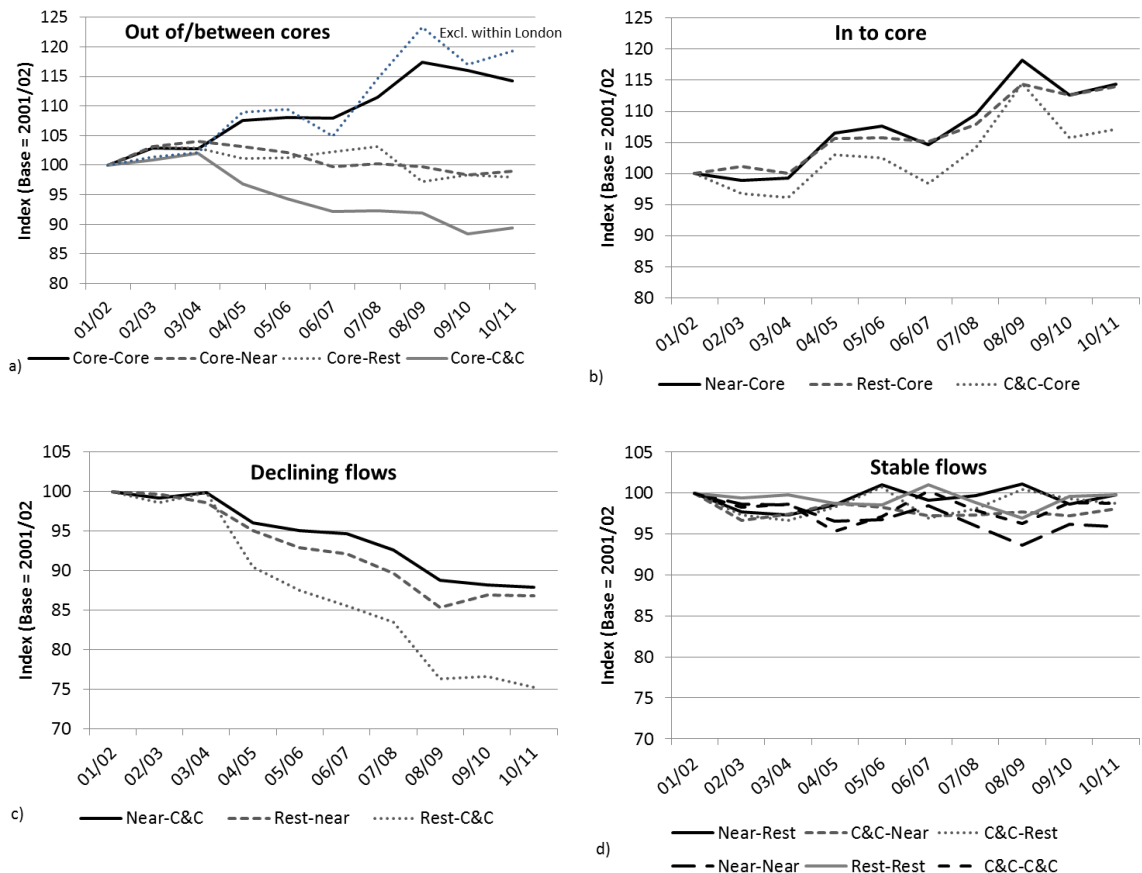 Out of/between cores
Excl. within London
Index (Base = 2001/02)
125
120
115
110
105
100
95
90
85
80
01/02 02/03 03/04 04/05 05/06 06/07 07/08 08/09 09/10 10/11
Core-Core Core-Near Core-Rest Core-C&C
a)
In to core
Index (Base = 2001/02
125
120
115
110
105
100
95
90
85
80
01/02 02/03 03/04 04/05 05/06 06/07 07/08 08/09 09/10 10/11
Near-Core Rest-Core C&C-Core
b)
Declining flows
Index (Base = 2001/02
105
100
95
90
85
80
75
70
01/02 02/03 03/04 04/05 05/06 06/07 07/08 08/09 09/10 10/11
Near-C&C Rest-near Rest-C&C
c)
Stable flows
Index (Base = 2001/02
105
100
95
90
85
80
75
70
01/02 02/03 03/04 04/05 05/06 06/07 07/08 08/09 09/10 10/11
Near-Rest C&C-Near C&C-Rest
Near-Near Rest-Rest C&C-C&C
d)